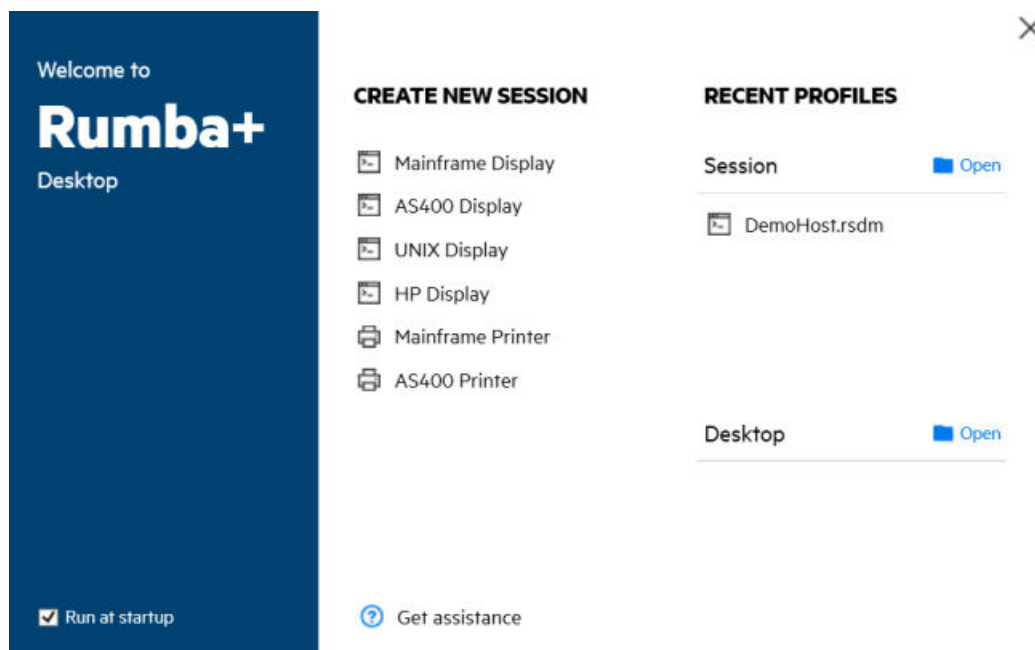 Welcome to
Rumba+
Desktop
Run at startup
CREATE NEW SESSION
Mainframe Display
AS400 Display
UNIX Display
HP Display
Mainframe Printer
AS400 Printer
Get assistance
RECENT PROFILES
Session Open
DemoHost.rsdm
Desktop Open